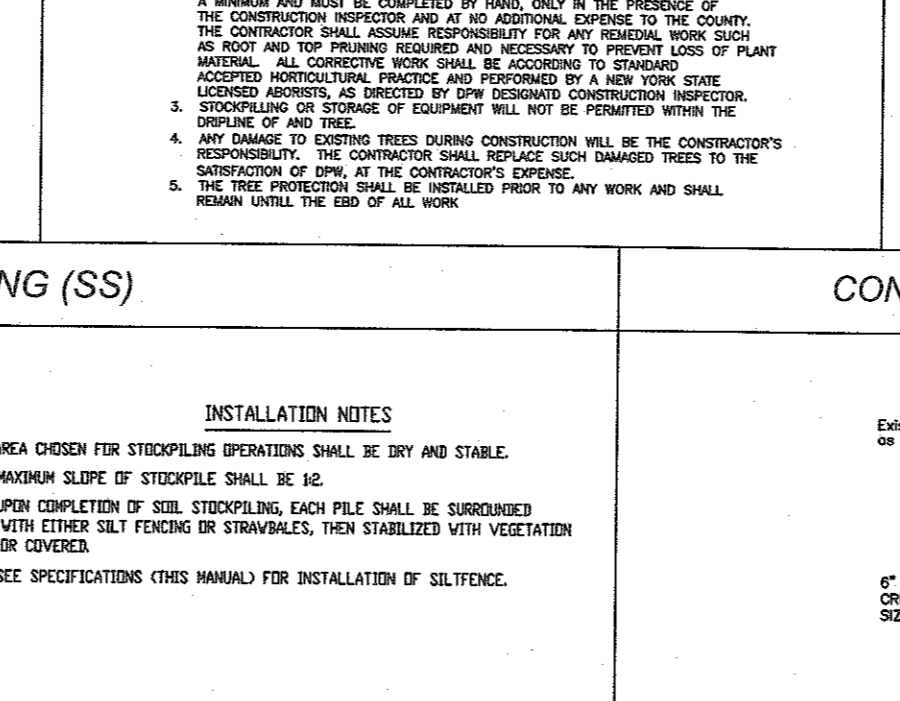 A MINIMUM AND MUST BE COMPLETED BY HAND, ONLY IN THE PRESENCE OF
THE CONSTRUCTION INSPECTOR AND AT NO ADDITIONAL EXPENSE TO THE COUNTY.
THE CONTRACTOR SHALL ASSUME RESPONSIBILITY FOR ANY REMEDIAL WORK SUCH
AS ROOT AND TOP PRUNING REQUIRED AND NECESSARY TO PREVENT LOSS OF PLANT
MATERIAL. ALL CORRECTIVE WORK SHALL BE ACCORDING TO STANDARD
ACCEPTED HORTICULTURAL PRACTICE AND PERFORMED BY A NEW YORK STATE
LICENSED ABORISTS, AS DIRECTED BY DPW DESIGNATD CONSTRUCTION INSPECTOR.
3. STOCKPILLING OR STORAGE OF EQUIPMENT WILL NOT BE PERMITTED WITHIN THE
DRIPLINE OF AND TREE.
4. ANY DAMAGE TO EXISTING TREES DURING CONSTRUCTION WILL BE THE CONSTRACTOR'S
RESPONSIBILITY. THE CONTRACTOR SHALL REPLACE SUCH DAMAGED TREES TO THE
SATISFACTION OF DPW, AT THE CONTRACTOR'S EXPENSE.
5. THE TREE PROTECTION SHALL BE INSTALLED PRIOR TO ANY WORK AND SHALL
REMAIN UNTILL THE EBD OF ALL WORK
NG (SS)
CON
INSTALLATION NOTES
AREA CHOSEN FOR STOCKPILING OPERATIONS SHALL BE DRY AND STABLE.
MAXIMUM SLOPE OF STOCKPILE SHALL BE 1:2.
UPON COMPLETION OF SOIL STOCKPILING, EACH PILE SHALL BE SURROUNDED
WITH EITHER SILT FENCING OR STRAWBALES, THEN STABILIZED WITH VEGETATION
OR COVERED.
SEE SPECIFICATIONS (THIS MANUAL) FOR INSTALLATION OF SILTFENCE.
Exis
as
6"
CR
SIZ